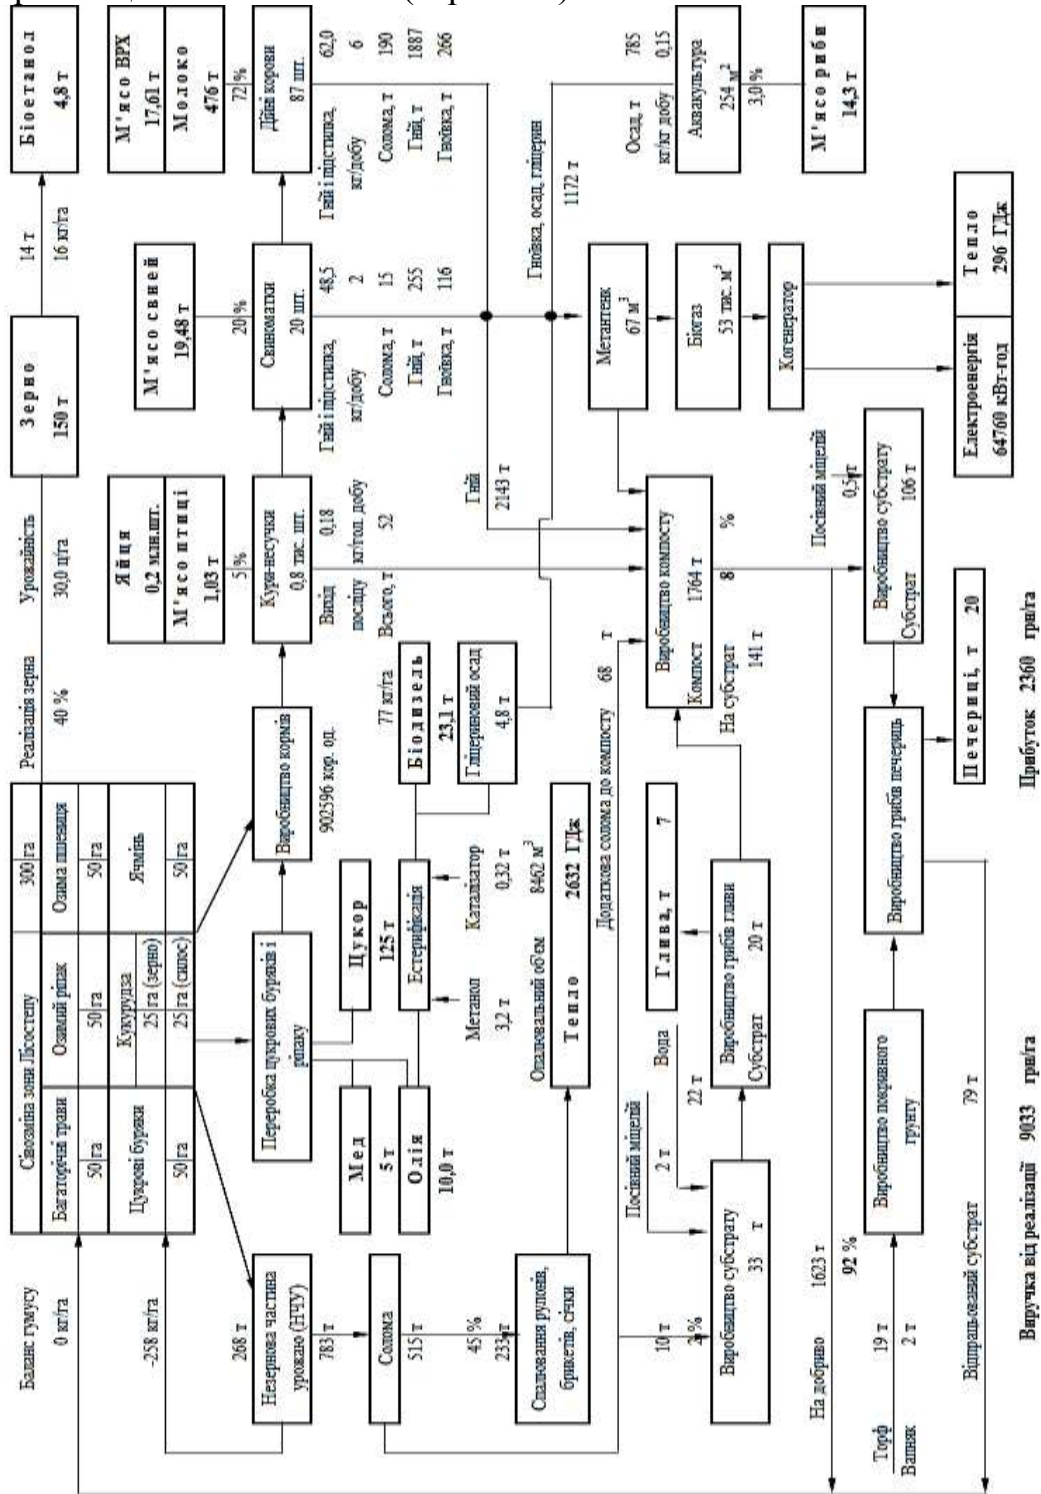 Баланс гумусу
0 кг/га
-258 кг/га
Сівозміна зони Лісостепу
300 га
Багаторічні трави
Озимий ріпак
Озима пшениця
50 га
50 га
50 га
Цукрові буряки
Кукурудза
Ячмінь
25 га (зерно)
50 га
25 га (силос)
50 га
Реалізація зерна
40 %
Урожайність
30,0 ц/га
Зерно
150 т
14 т
16 кг/га
Біоетанол
4,8 т
Яйця
0,2 млн.шт.
М'ясо птиці
1,03 т
5 %
М'ясо свиней
19,48 т
20 %
М'ясо ВРХ
17,61 т
Молоко
476 т
72 %
268 т
Незернова частина
урожаю (НЧУ)
783 т
Переробка цукрових буряків і
ріпаку
Виробництво кормів
902596 кор. од.
Кури-несучки
0,8 тис. шт.
Свиноматки
20 шт.
Дійні корови
87 шт.
Вихід
посліду
0,18
кг/гол. добу
Всього, т
52
Гній і підстилка,
кг/добу
48,5
2
Солома, т
15
Гній, т
255
Гноївка, т
116
Гній і підстилка,
кг/добу
62,0
6
Солома, т
190
Гній, т
1887
Гноївка, т
266
Солома
515 т
45 %
233 т
Мед
5 т
Олія
10,0 т
Цукор
125 т
Естерифікація
Метанол
3,2 т
Каталізатор
0,32 т
77 кг/га
Біодизель
23,1 т
Гліцериновий осад
4,8 т
Гній
2143 т
Гноївка, осад, гліцерин
1172 т
Спалювання рулонів,
брикетів, січки
Опалювальний об'єм
8462 м³
Тепло
2632 ГДж
Додаткова солома до компосту
68
т
Метантенк
67 м³
Біогаз
53 тис. м³
Когенератор
Осад, т
785
кг/кг добу
0,15
Аквакультура
254 м²
3,0%
М'ясо риби
14,3 т
Електроенергія
64760 кВт-год
Тепло
296 ГДж
10 т
2 %
Посівний міцелій
2 т
Вода
22 т
Виробництво субстрату
33 т
Глива, т
7
Виробництво грибів гливи
Субстрат
20 т
Виробництво компосту
Компост
1764 т
На субстрат
8
%
141 т
Посівний міцелій
0,5 т
На добриво
1623 т
92 %
Виробництво субстрату
Субстрат
106 т
Торф
19 т
Вапняк
2 т
Виробництво покривного
грунту
Виробництво грибів печериць
Печериці, т
20
Відпрацьований субстрат
79 т
Виручка від реалізації 9033 грн/га
Прибуток 2360 грн/га